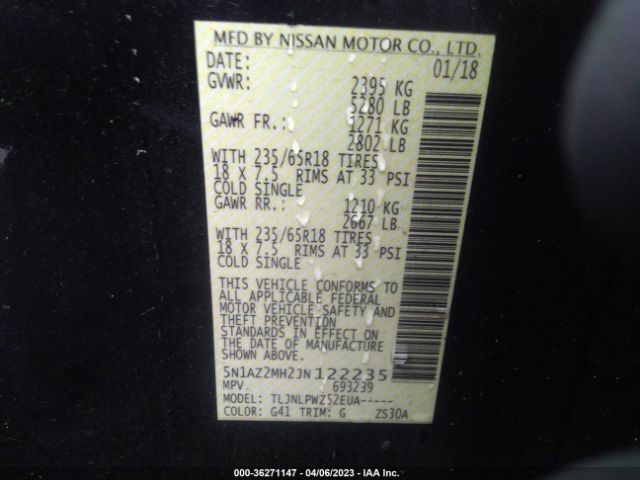 MFD BY NISSAN MOTOR CO., LTD.
DATE: 01/18
GVWR: 2395 KG
5280 LB
GAWR FR.: 1271 KG
2802 LB
WITH 235/65R18 TIRES
18 X 7.5 RIMS AT 33 PSI
COLD SINGLE
GAWR RR.: 1210 KG
2667 LB
WITH 235/65R18 TIRES
18 X 7.5 RIMS AT 33 PSI
COLD SINGLE
THIS VEHICLE CONFORMS TO
ALL APPLICABLE FEDERAL
MOTOR VEHICLE SAFETY AND
THEFT PREVENTION
STANDARDS IN EFFECT ON
THE DATE OF MANUFACTURE
SHOWN ABOVE.
5N1AZ2MH2JN122235
MPV 693239
MODEL: TLJNLPWZ52EUA-----
COLOR: G41 TRIM: G ZS30A
000-36271147 - 04/06/2023 - IAA Inc.